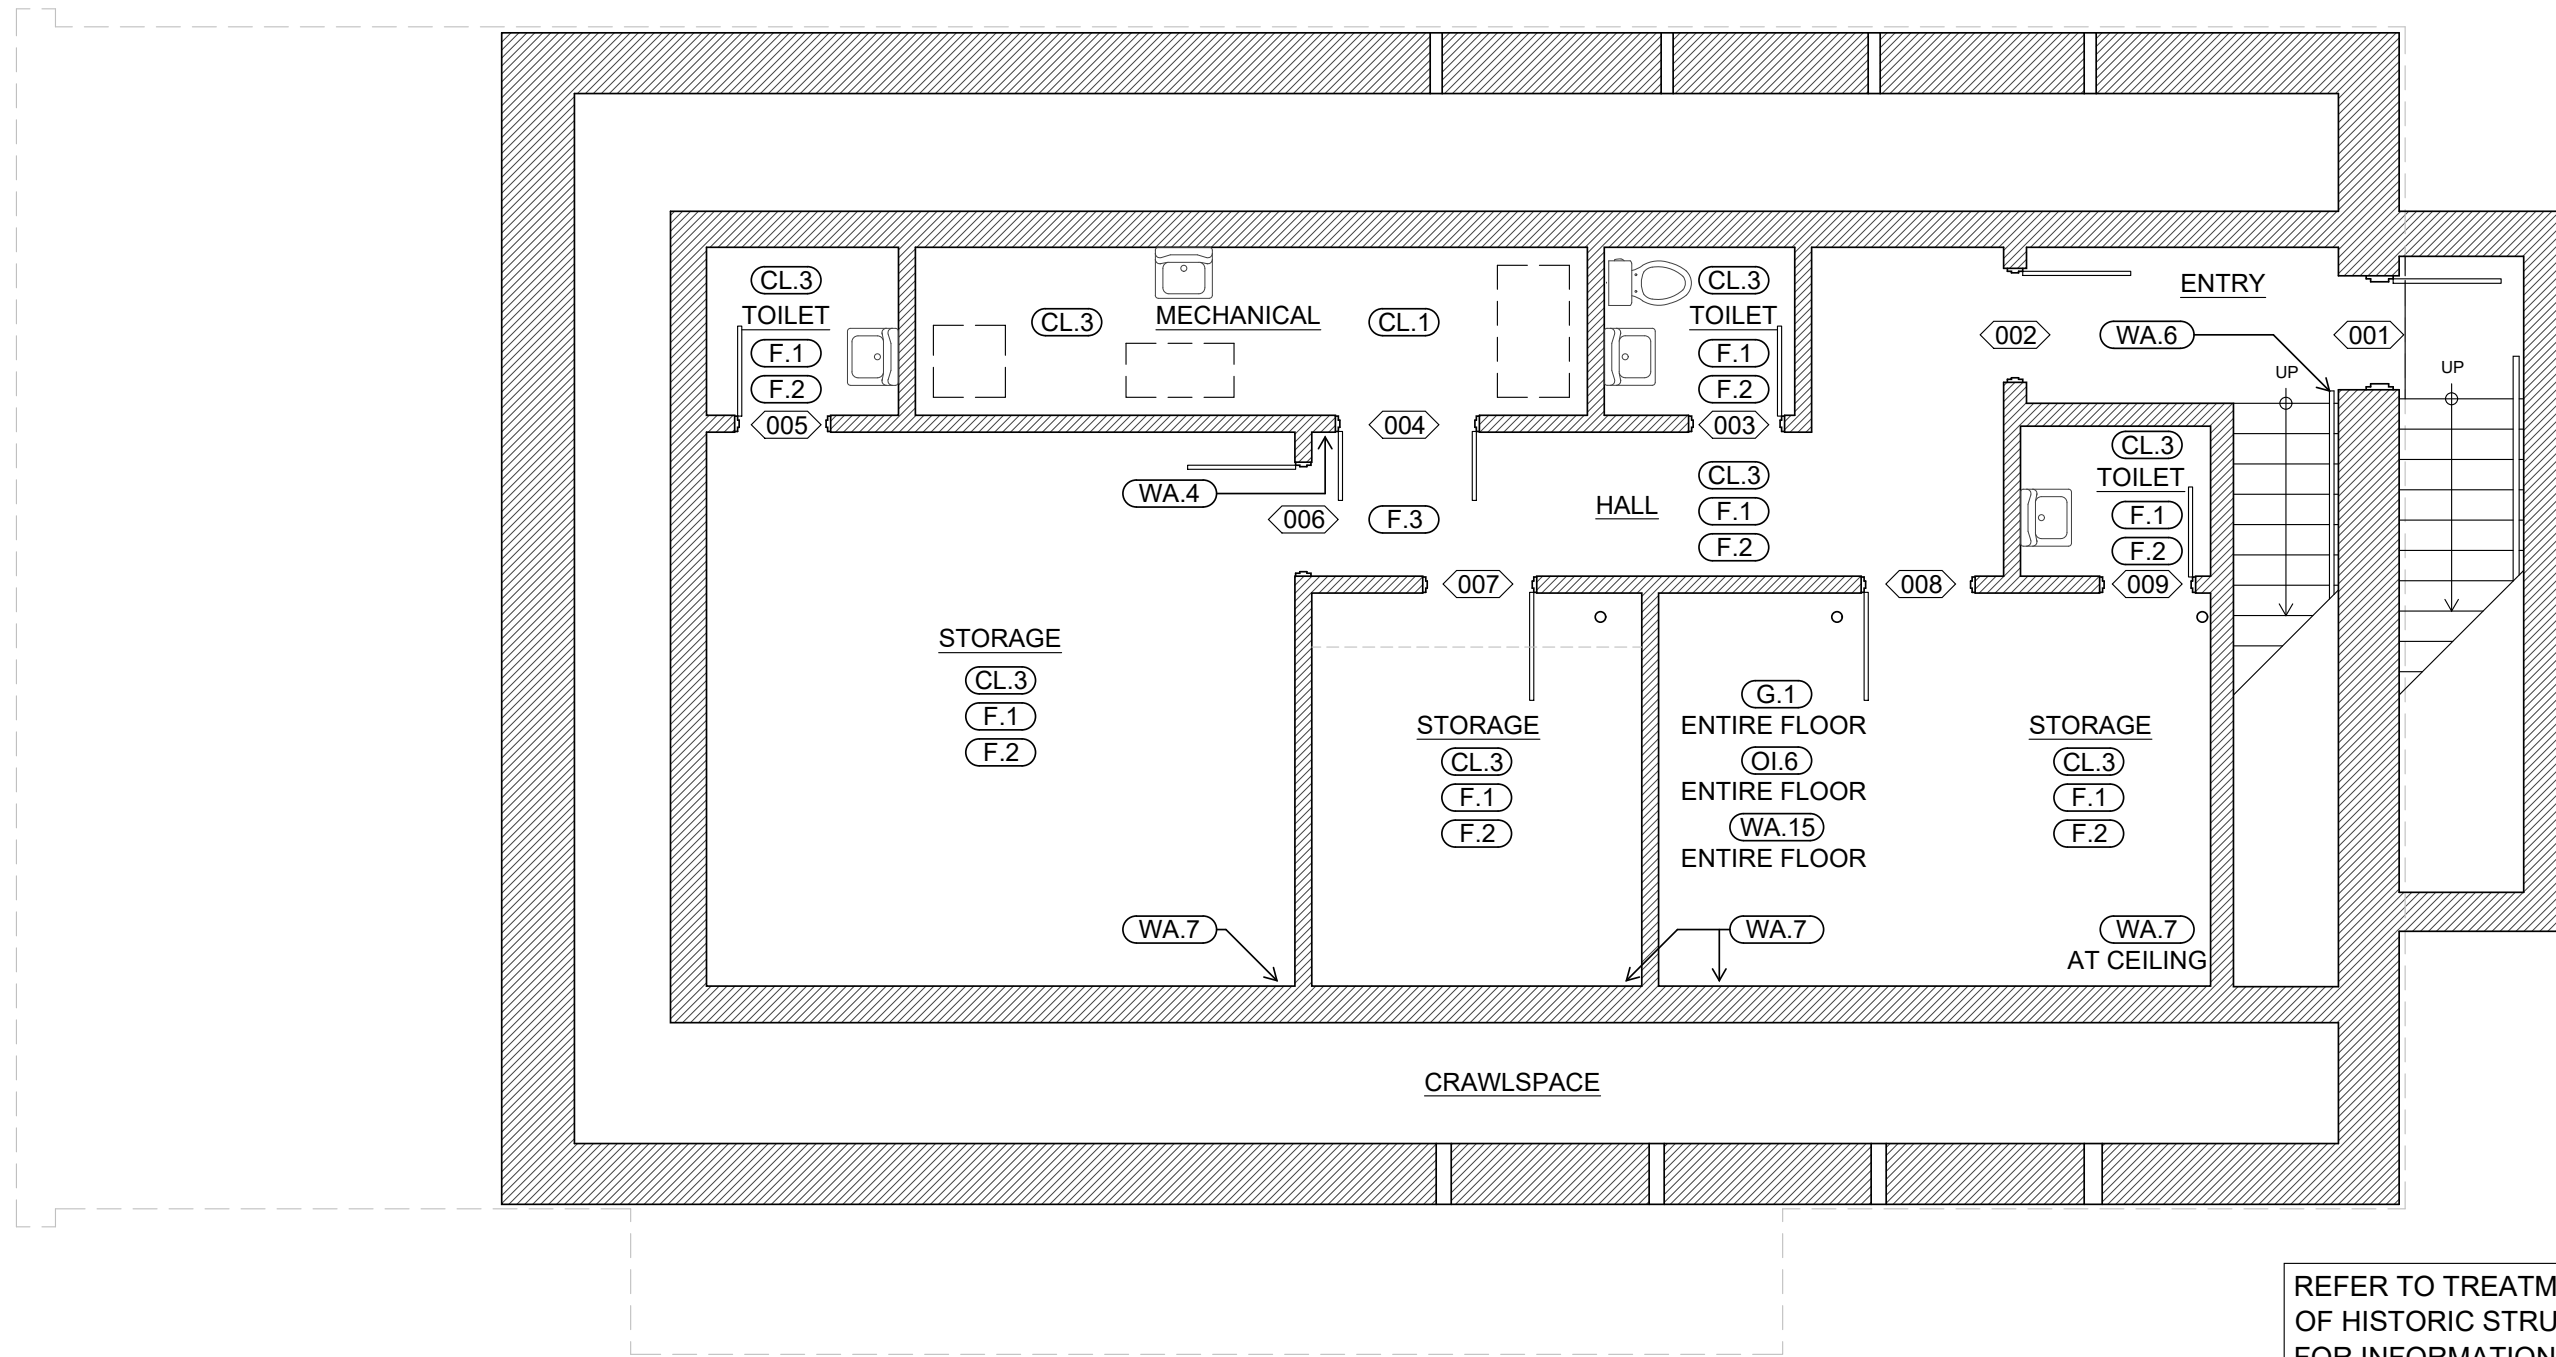 CL.3
TOILET
F.1
F.2
005
CL.3
MECHANICAL
CL.1
004
CL.3
TOILET
F.1
F.2
003
ENTRY
002
WA.6
001
UP
UP
WA.4
006
F.3
HALL
CL.3
F.1
F.2
CL.3
TOILET
F.1
F.2
007
008
009
STORAGE
CL.3
F.1
F.2
STORAGE
CL.3
F.1
F.2
G.1
ENTIRE FLOOR
OI.6
ENTIRE FLOOR
WA.15
ENTIRE FLOOR
STORAGE
CL.3
F.1
F.2
WA.7
WA.7
WA.7
AT CEILING
CRAWLSPACE
REFER TO TREATM
OF HISTORIC STRU
FOR INFORMATION